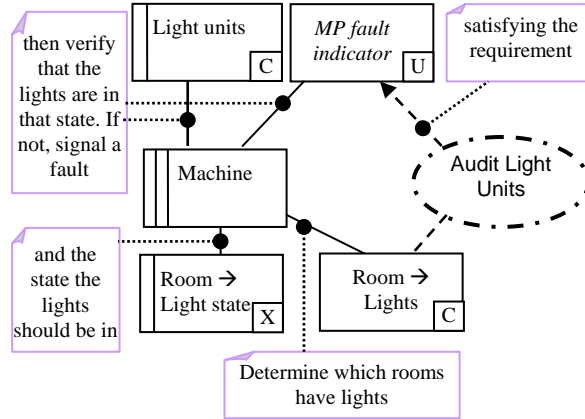 then verify
that the
lights are in
that state. If
not, signal a
fault
Light units
C
MP fault
indicator
U
satisfying the
requirement
Machine
Audit Light
Units
and the
state the
lights
should be in
Room →
Light state
X
Room →
Lights
C
Determine which rooms
have lights